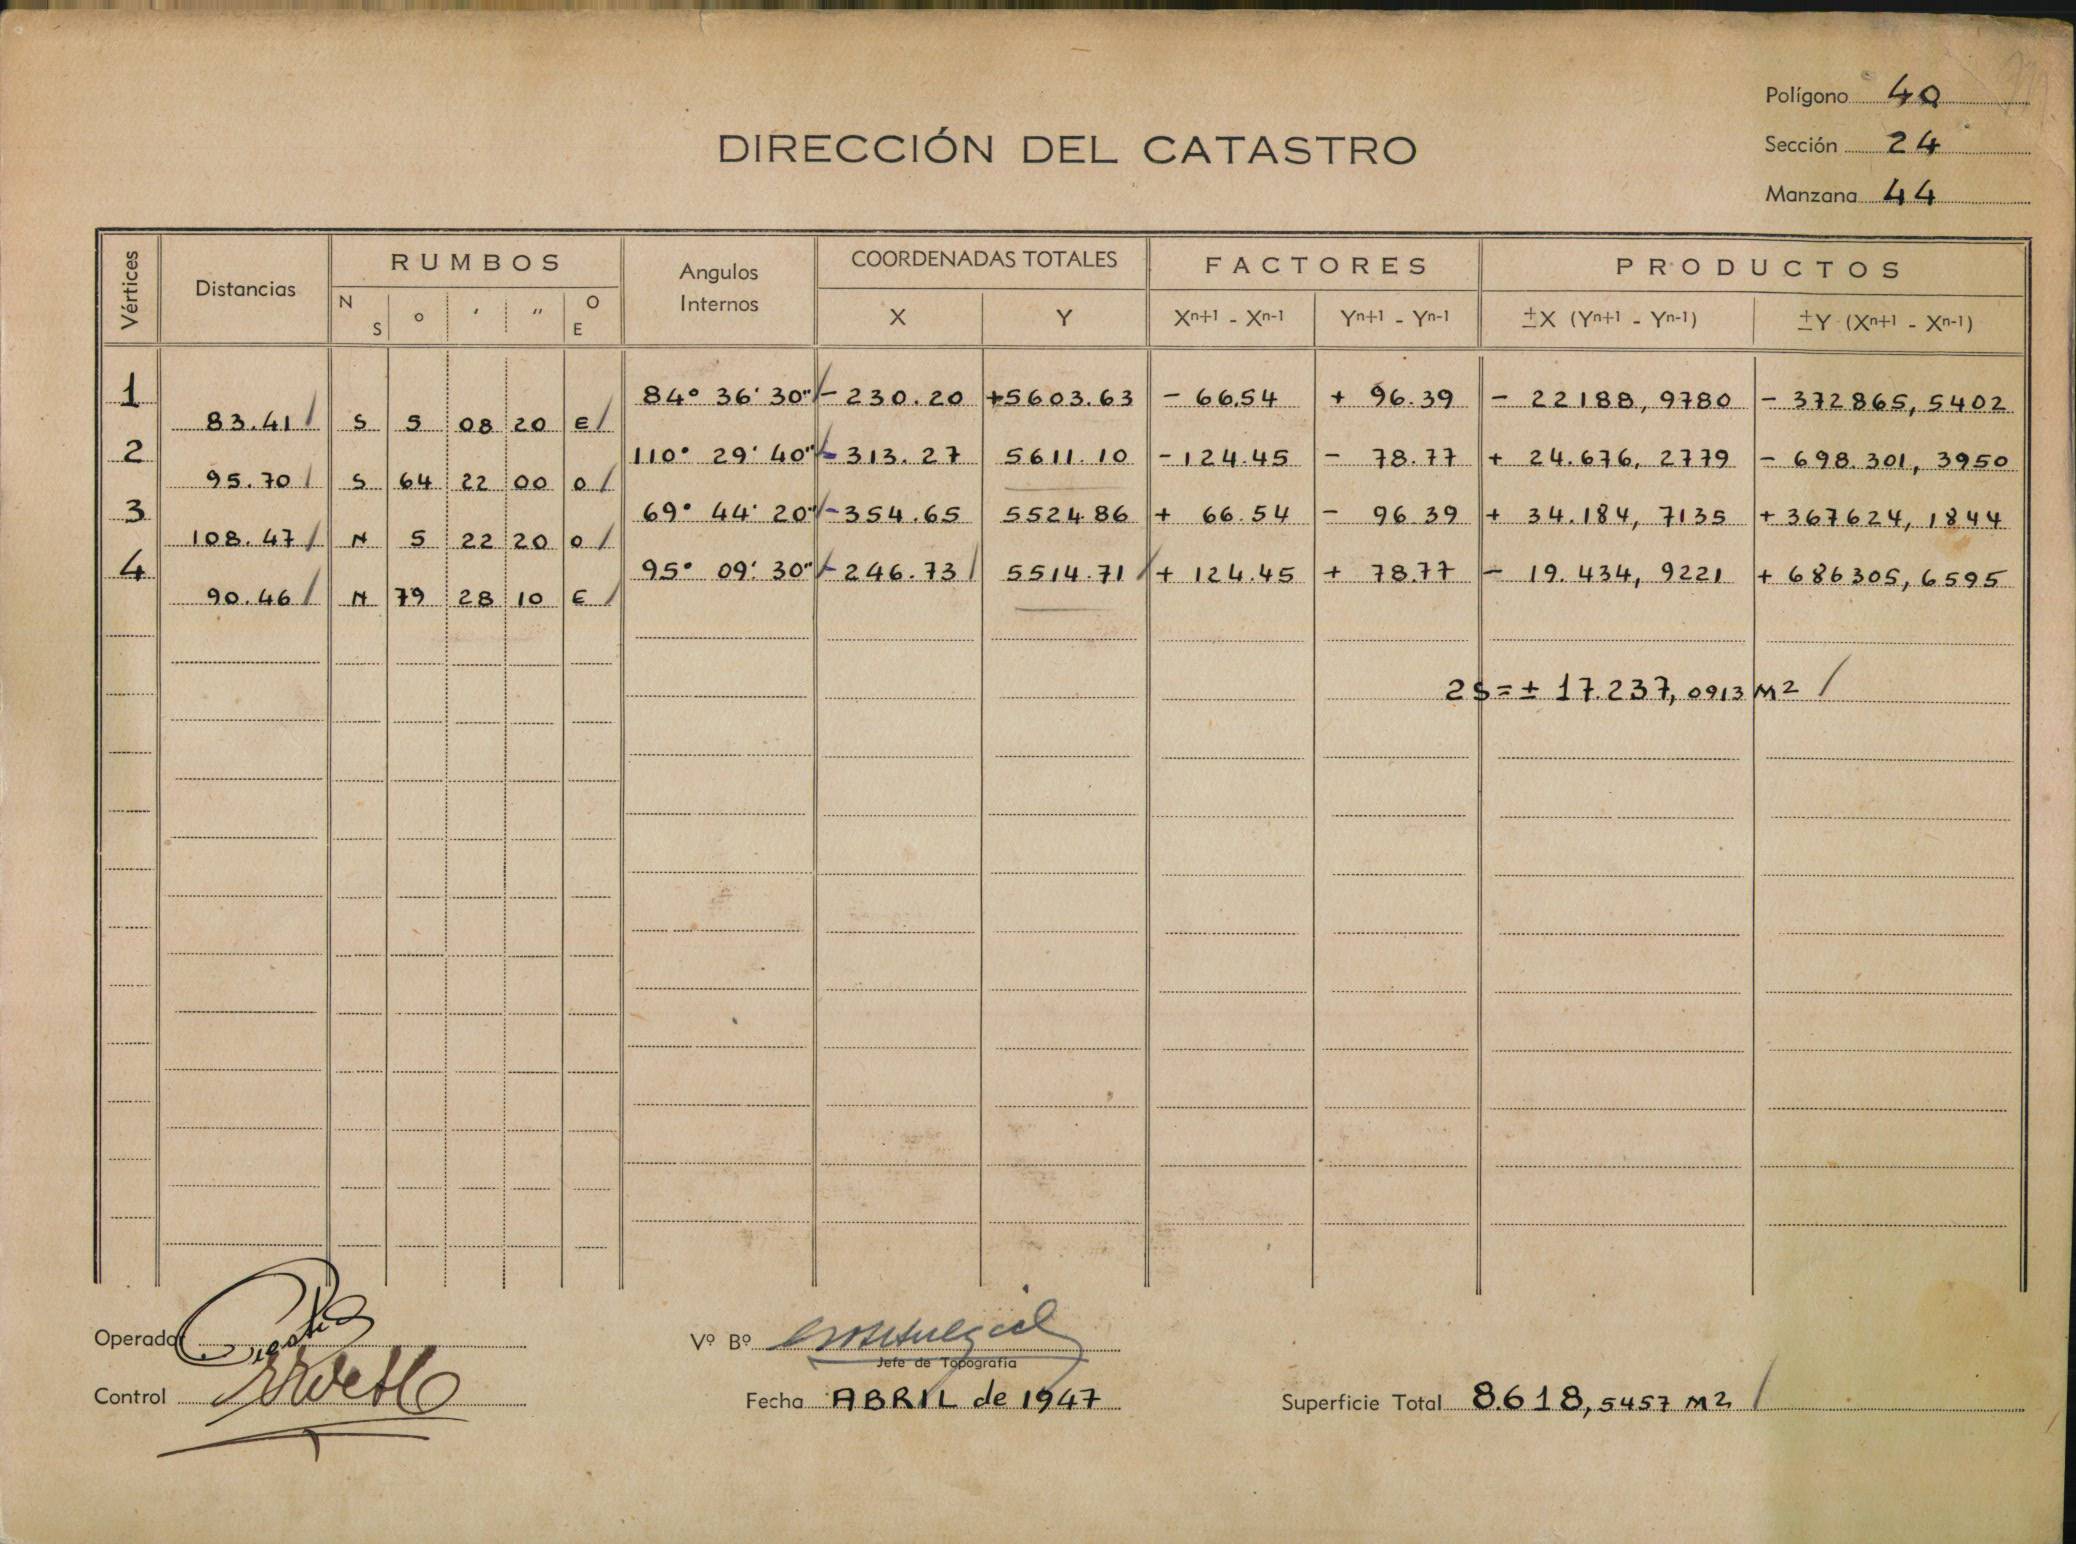 Polígono 40
DIRECCIÓN DEL CATASTRO
Sección 24
Manzana 44
Vértices Distancias RUMBOS Angulos Internos COORDENADAS TOTALES FACTORES PRODUCTOS
N S ° ′ ″ O E X Y Xn+1 - Xn-1 Yn+1 - Yn-1 ±X (Yn+1 - Yn-1) ±Y (Xn+1 - Xn-1)
1 84° 36' 30" - 230.20 +5603.63 - 66.54 + 96.39 - 22188,9780 - 372865,5402
83.41 S 5 08 20 E
2 110° 29' 40" - 313.27 5611.10 - 124.45 - 78.77 + 24.676,2779 - 698.301,3950
95.70 S 64 22 00 O
3 69° 44' 20" - 354.65 5524.86 + 66.54 - 96.39 + 34.184,7135 + 367624,1844
108.47 N 5 22 20 O
4 95° 09' 30" - 246.73 5514.71 + 124.45 + 78.77 - 19.434,9221 + 686305,6595
90.46 N 79 28 10 E
2S = ± 17.237,0913 M2
Operador
Vº Bº
Jefe de Topografía
Control
Fecha ABRIL de 1947
Superficie Total 8.618,5457 M2